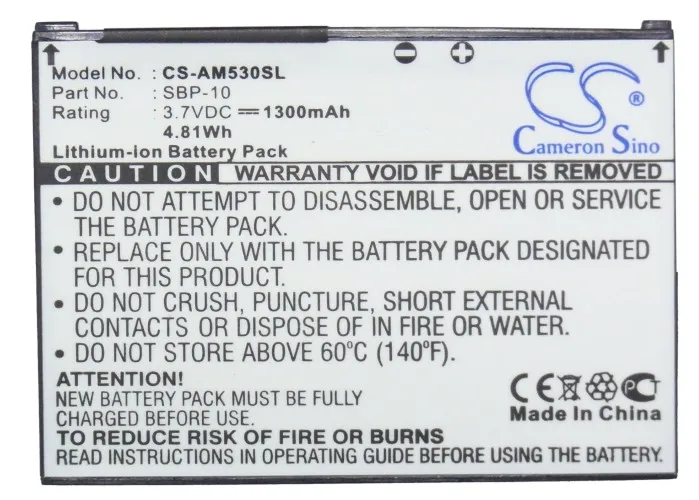 Model No. : CS-AM530SL
Part No. : SBP-10
Rating : 3.7VDC 1300mAh
4.81Wh
Lithium-ion Battery Pack
CS ®
Cameron Sino
CAUTION WARRANTY VOID IF LABEL IS REMOVED
• DO NOT ATTEMPT TO DISASSEMBLE, OPEN OR SERVICE
THE BATTERY PACK.
• REPLACE ONLY WITH THE BATTERY PACK DESIGNATED
FOR THIS PRODUCT.
• DO NOT CRUSH, PUNCTURE, SHORT EXTERNAL
CONTACTS OR DISPOSE OF IN FIRE OR WATER.
• DO NOT STORE ABOVE 60°C (140°F).
ATTENTION!
NEW BATTERY PACK MUST BE FULLY
CHARGED BEFORE FIRST USE.
CE
Made In China
TO REDUCE RISK OF FIRE OR BURNS
READ INSTRUCTIONS IN OPERATING GUIDE BEFORE USING BATTERY.